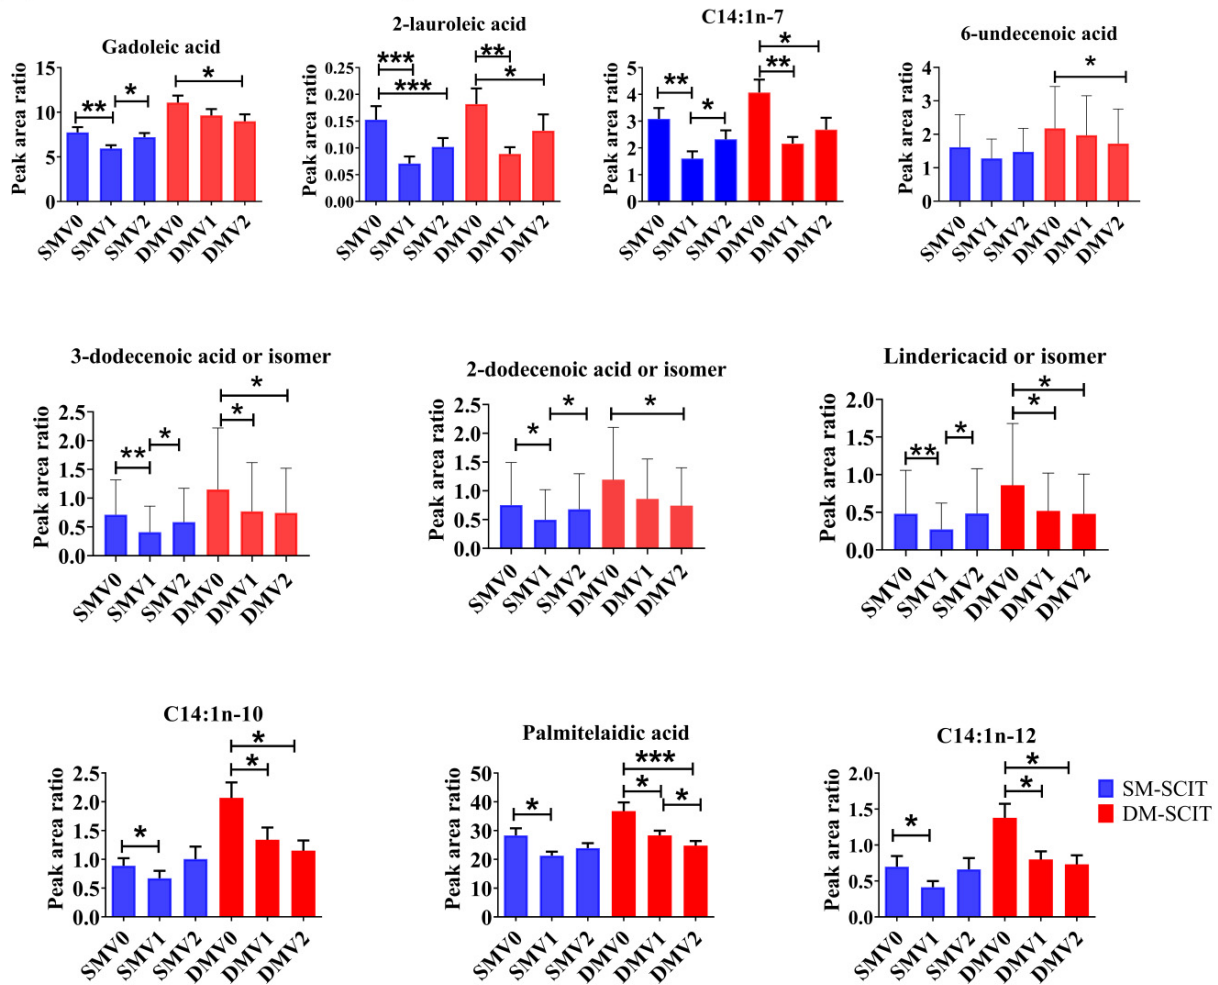 Gadoleic acid
Peak area ratio
15
10
5
0
** * *
SMV0 SMV1 SMV2 DMV0 DMV1 DMV2
2-lauroleic acid
Peak area ratio
0.25
0.20
0.15
0.10
0.05
0.00
*** ** *** *
SMV0 SMV1 SMV2 DMV0 DMV1 DMV2
C14:1n-7
Peak area ratio
5
4
3
2
1
0
* ** ** *
SMV0 SMV1 SMV2 DMV0 DMV1 DMV2
6-undecenoic acid
Peak area ratio
4
3
2
1
0
*
SMV0 SMV1 SMV2 DMV0 DMV1 DMV2
3-dodecenoic acid or isomer
Peak area ratio
2.5
2.0
1.5
1.0
0.5
0.0
* * * **
SMV0 SMV1 SMV2 DMV0 DMV1 DMV2
2-dodecenoic acid or isomer
Peak area ratio
2.5
2.0
1.5
1.0
0.5
0.0
* * *
SMV0 SMV1 SMV2 DMV0 DMV1 DMV2
Lindericacid or isomer
Peak area ratio
2.0
1.5
1.0
0.5
0.0
* * * **
SMV0 SMV1 SMV2 DMV0 DMV1 DMV2
C14:1n-10
Peak area ratio
2.5
2.0
1.5
1.0
0.5
0.0
* * *
SMV0 SMV1 SMV2 DMV0 DMV1 DMV2
Palmitelaidic acid
Peak area ratio
50
40
30
20
10
0
*** * * *
SMV0 SMV1 SMV2 DMV0 DMV1 DMV2
C14:1n-12
Peak area ratio
2.0
1.5
1.0
0.5
0.0
* * *
SMV0 SMV1 SMV2 DMV0 DMV1 DMV2
SM-SCIT
DM-SCIT